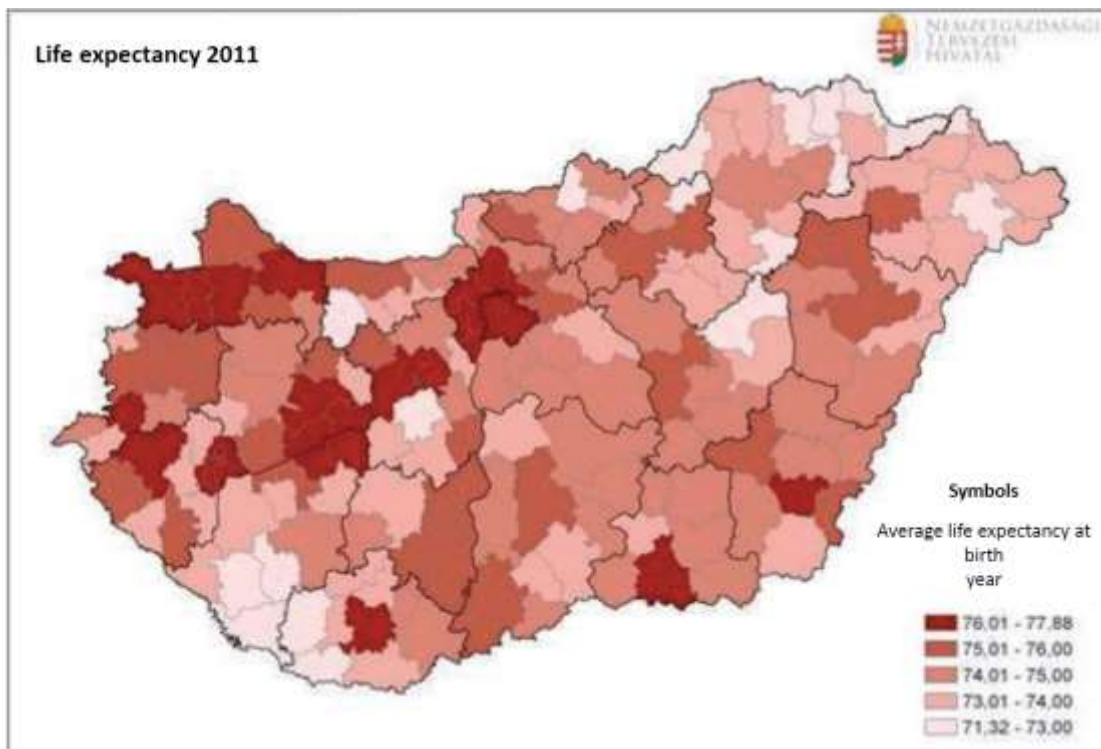 Life expectancy 2011
NEMZETGAZDASÁGI
TERVEZÉSI
HIVATAL
Symbols
Average life expectancy at
birth
year
76,01 - 77,88
75,01 - 76,00
74,01 - 75,00
73,01 - 74,00
71,32 - 73,00